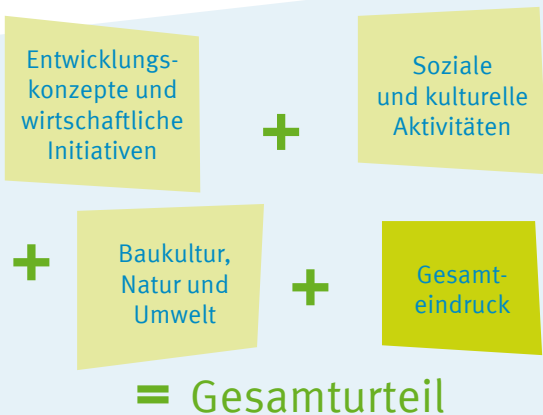 Entwicklungs-
konzepte und
wirtschaftliche
Initiativen
+
Soziale
und kulturelle
Aktivitäten
+
Baukultur,
Natur und
Umwelt
+
Gesamt-
eindruck
= Gesamturteil